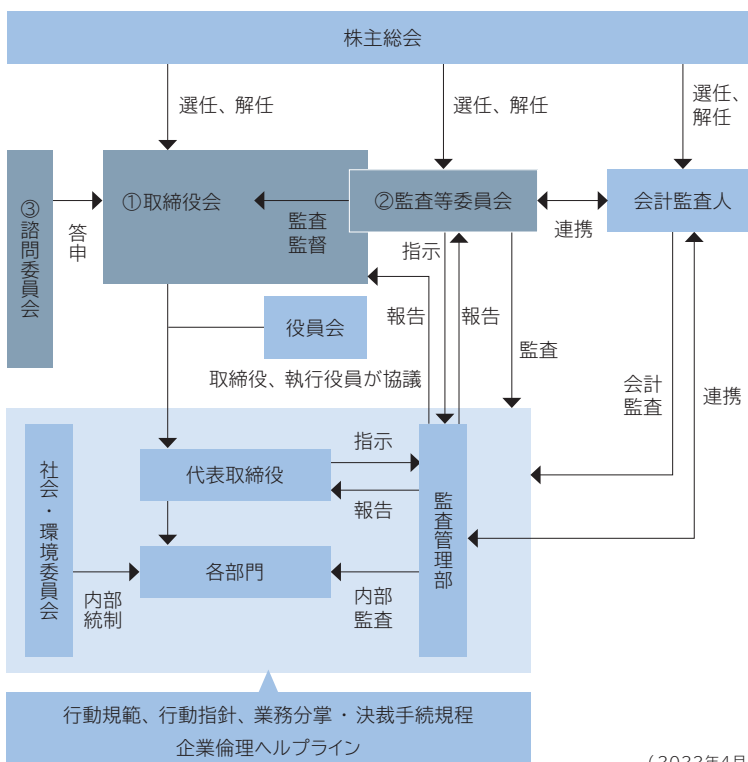 株主総会
選任、解任
選任、解任
選任、
解任
③諮問委員会
答申
①取締役会
監査
監督
②監査等委員会
連携
会計監査人
指示
報告
報告
監査
役員会
取締役、執行役員が協議
会計
監査
連携
社会・環境委員会
代表取締役
指示
報告
監査管理部
各部門
内部
統制
内部
監査
行動規範、行動指針、業務分掌・決裁手続規程
企業倫理ヘルプライン
(2022年4月